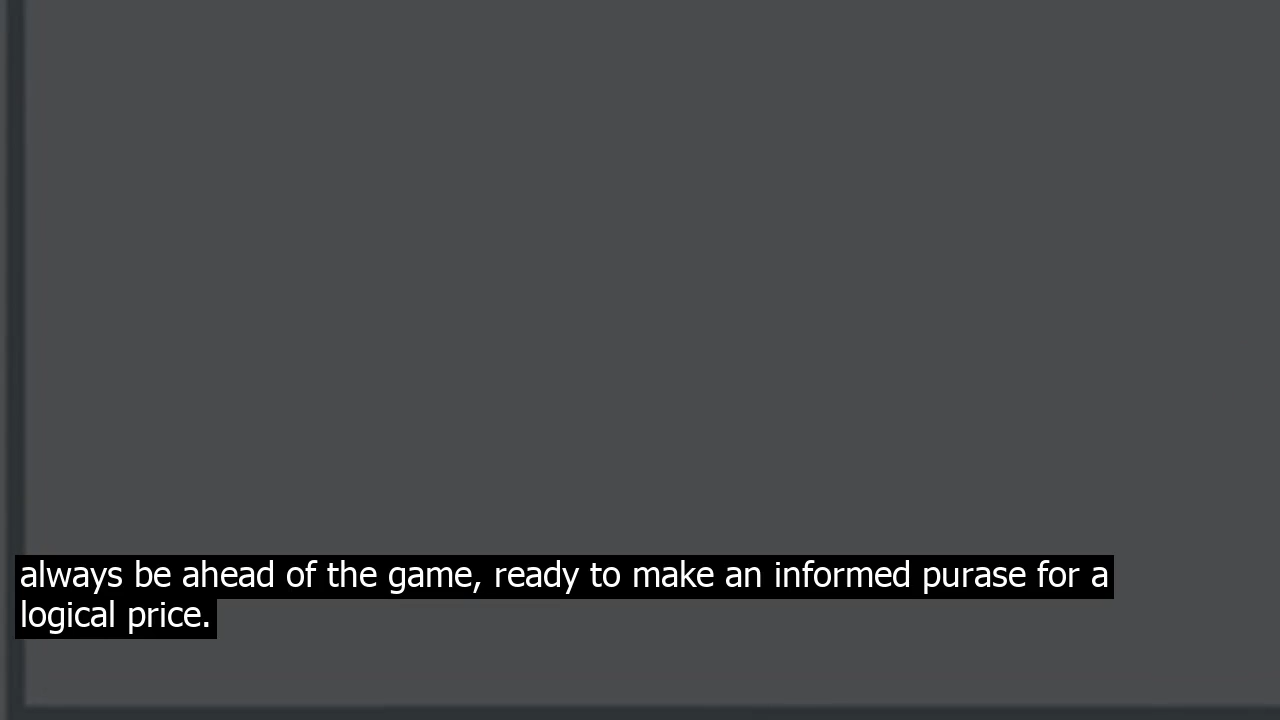 always be ahead of the game, ready to make an informed purase for a
logical price.